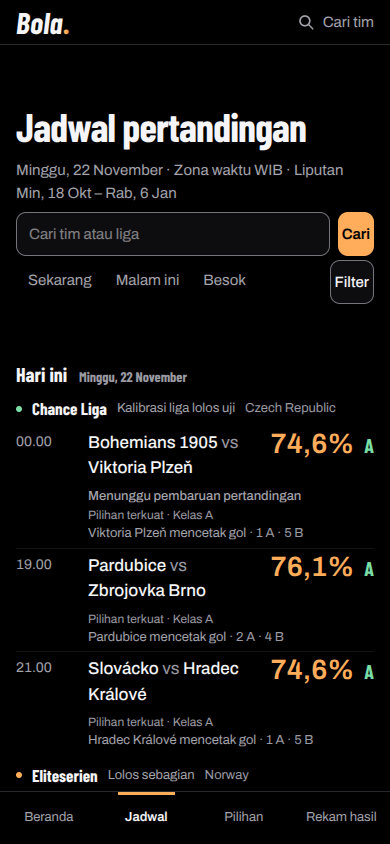 Bola.
Cari tim
Jadwal pertandingan
Minggu, 22 November · Zona waktu WIB · Liputan
Min, 18 Okt – Rab, 6 Jan
Cari tim atau liga
Cari
Sekarang Malam ini Besok
Filter
Hari ini Minggu, 22 November
Chance Liga Kalibrasi liga lolos uji Czech Republic
00.00 Bohemians 1905 vs 74,6% A
Viktoria Plzeň
Menunggu pembaruan pertandingan
Pilihan terkuat · Kelas A
Viktoria Plzeň mencetak gol · 1 A · 5 B
19.00 Pardubice vs 76,1% A
Zbrojovka Brno
Pilihan terkuat · Kelas A
Pardubice mencetak gol · 2 A · 4 B
21.00 Slovácko vs Hradec 74,6% A
Králové
Pilihan terkuat · Kelas A
Hradec Králové mencetak gol · 1 A · 5 B
Eliteserien Lolos sebagian Norway
Beranda Jadwal Pilihan Rekam hasil